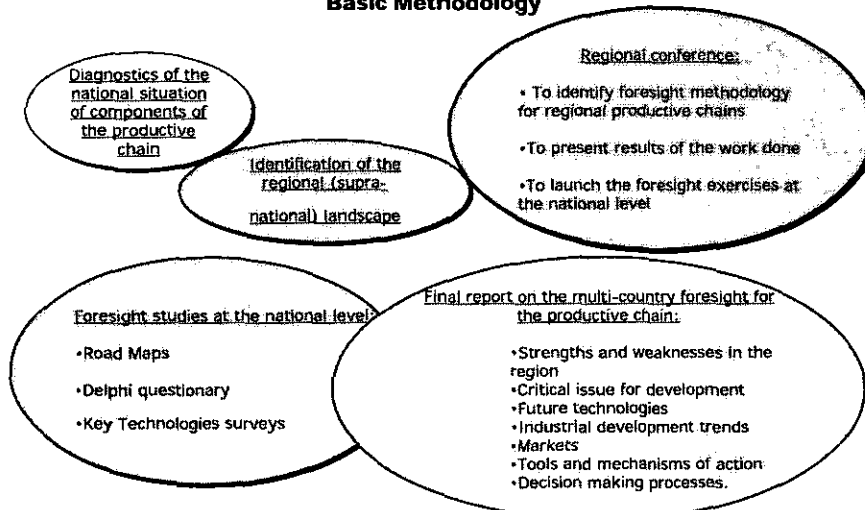 Basic Methodology
Diagnostics of the
national situation
of components of
the productive
chain
Identification of the
regional (supra-
national) landscape
Regional conference:
• To identify foresight methodology
for regional productive chains
•To present results of the work done
•To launch the foresight exercises at
the national level
Foresight studies at the national level:
•Road Maps
•Delphi questionary
•Key Technologies surveys
Final report on the multi-country foresight for
the productive chain:
•Strengths and weaknesses in the
region
•Critical issue for development
•Future technologies
•Industrial development trends
•Markets
•Tools and mechanisms of action
•Decision making processes.